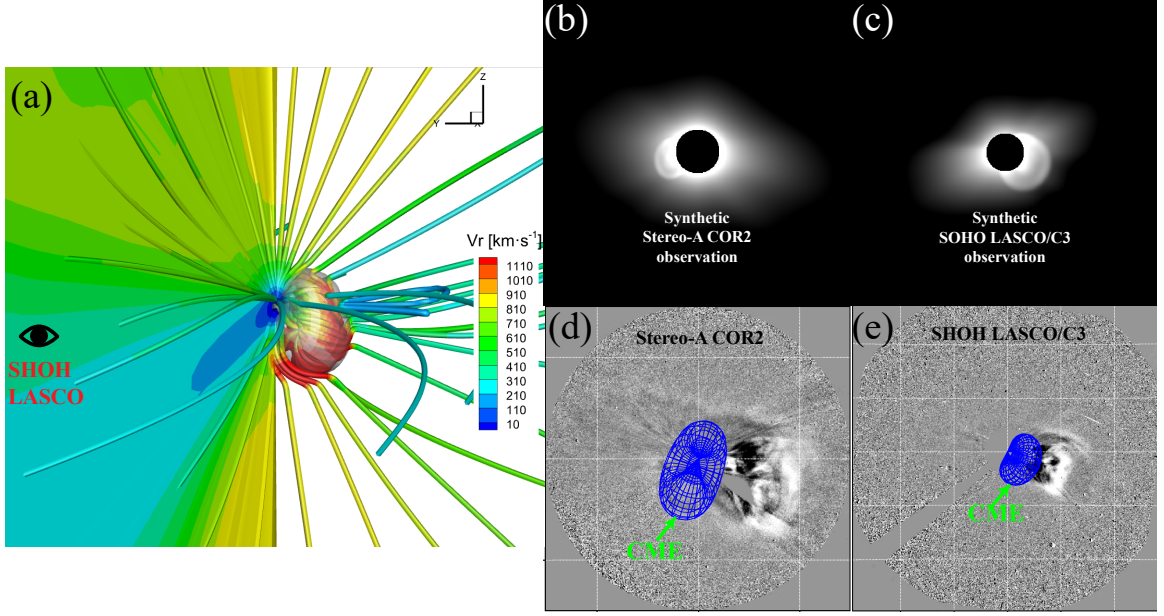 (a)
Z
Y
X
Vr [km·s⁻¹]
1110
1010
910
810
710
610
510
410
310
210
110
10
SHOH
LASCO
(b)
Synthetic
Stereo-A COR2
observation
(c)
Synthetic
SOHO LASCO/C3
observation
(d)
Stereo-A COR2
CME
(e)
SHOH LASCO/C3
CME